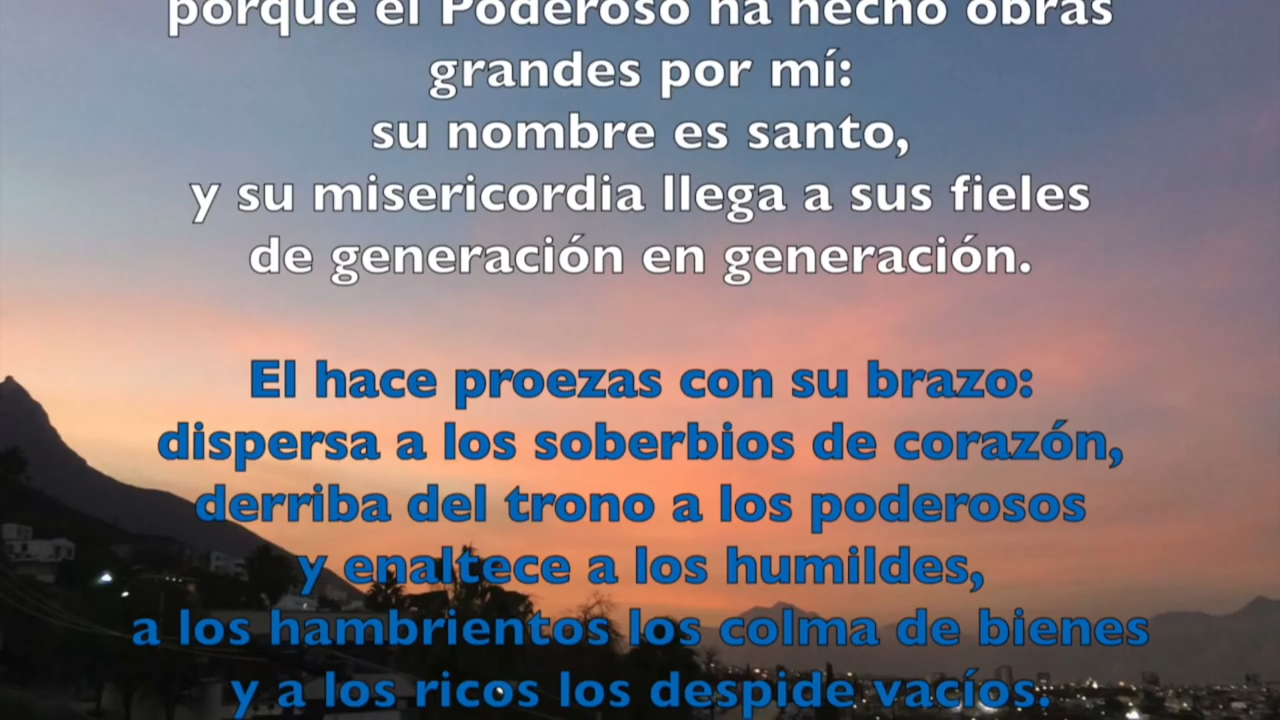 porque el Poderoso ha hecho obras
grandes por mí:
su nombre es santo,
y su misericordia llega a sus fieles
de generación en generación.
El hace proezas con su brazo:
dispersa a los soberbios de corazón,
derriba del trono a los poderosos
y enaltece a los humildes,
a los hambrientos los colma de bienes
y a los ricos los despide vacíos.